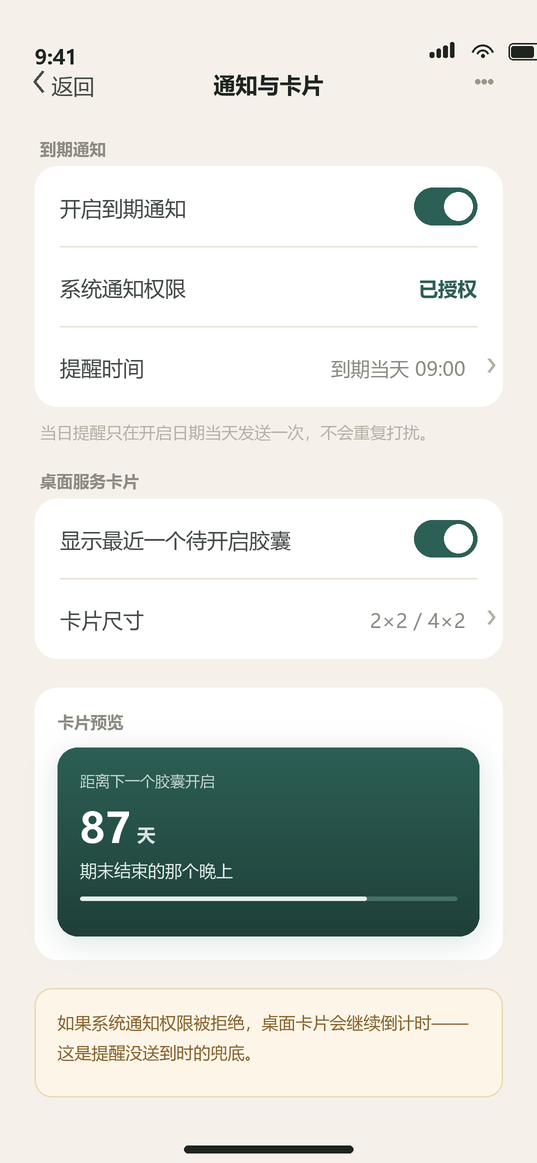 9:41
返回
通知与卡片
•••
到期通知
开启到期通知
系统通知权限
已授权
提醒时间
到期当天 09:00
当日提醒只在开启日期当天发送一次，不会重复打扰。
桌面服务卡片
显示最近一个待开启胶囊
卡片尺寸
2×2 / 4×2
卡片预览
距离下一个胶囊开启
87 天
期末结束的那个晚上
如果系统通知权限被拒绝，桌面卡片会继续倒计时——
这是提醒没送到时的兜底。